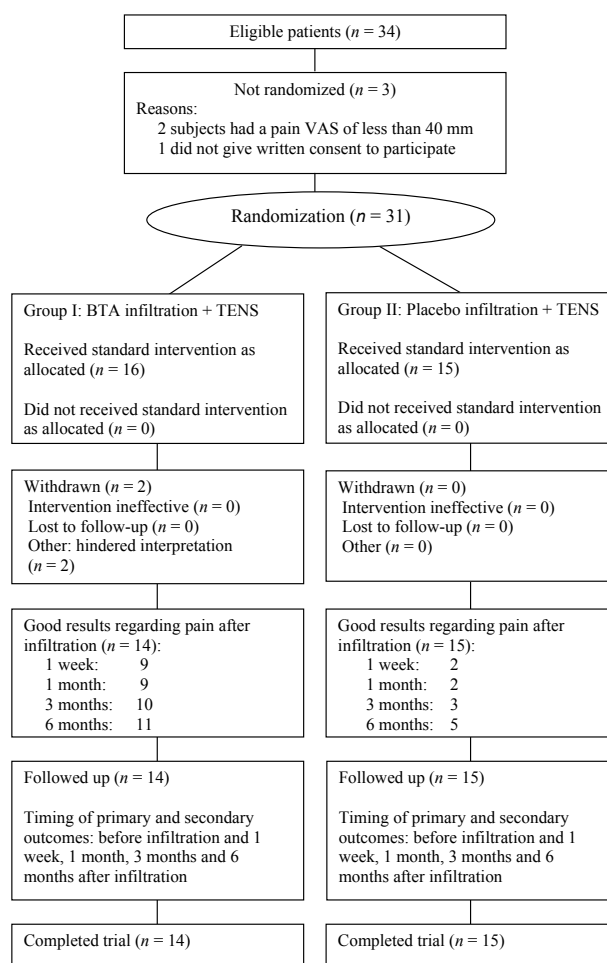 Eligible patients (n = 34)
Not randomized (n = 3)
Reasons:
2 subjects had a pain VAS of less than 40 mm
1 did not give written consent to participate
Randomization (n = 31)
Group I: BTA infiltration + TENS
Received standard intervention as
allocated (n = 16)
Did not received standard intervention
as allocated (n = 0)
Group II: Placebo infiltration + TENS
Received standard intervention as
allocated (n = 15)
Did not received standard intervention
as allocated (n = 0)
Withdrawn (n = 2)
Intervention ineffective (n = 0)
Lost to follow-up (n = 0)
Other: hindered interpretation
(n = 2)
Withdrawn (n = 0)
Intervention ineffective (n = 0)
Lost to follow-up (n = 0)
Other (n = 0)
Good results regarding pain after
infiltration (n = 14):
1 week: 9
1 month: 9
3 months: 10
6 months: 11
Good results regarding pain after
infiltration (n = 15):
1 week: 2
1 month: 2
3 months: 3
6 months: 5
Followed up (n = 14)
Timing of primary and secondary
outcomes: before infiltration and 1
week, 1 month, 3 months and 6
months after infiltration
Followed up (n = 15)
Timing of primary and secondary
outcomes: before infiltration and 1
week, 1 month, 3 months and 6
months after infiltration
Completed trial (n = 14)
Completed trial (n = 15)